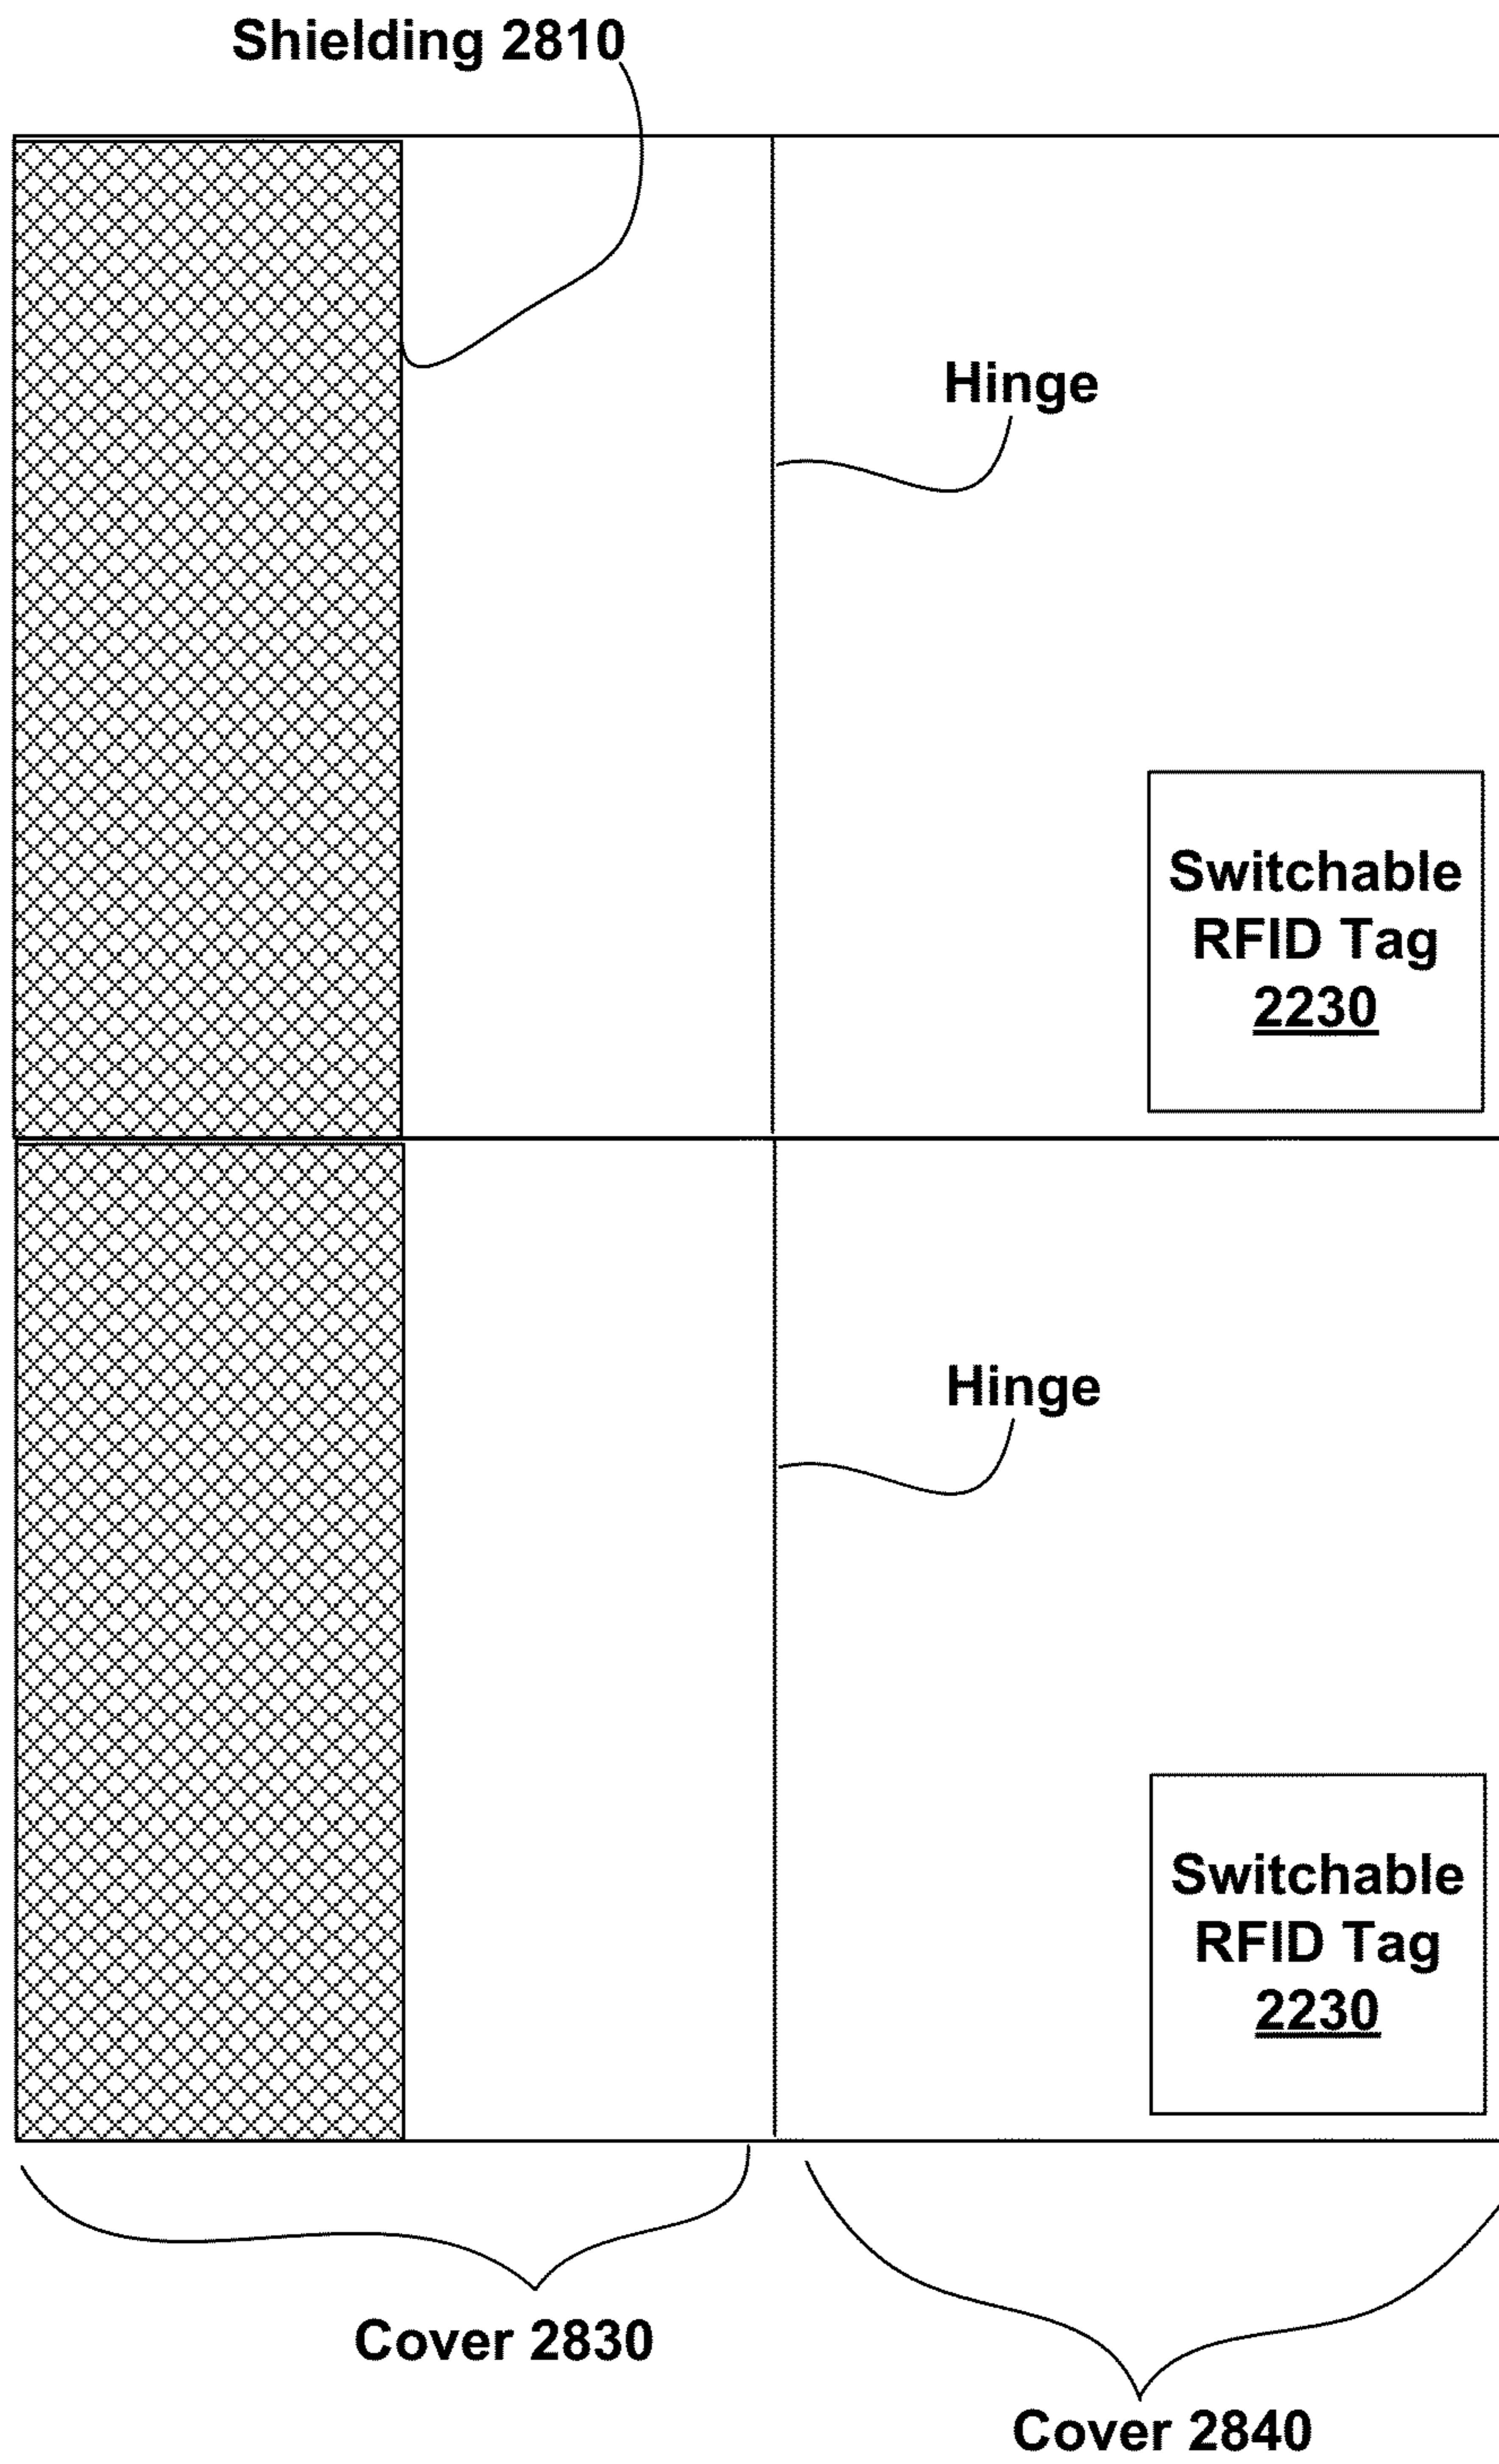 Shielding 2810
Hinge
Switchable
RFID Tag
2230
Hinge
Switchable
RFID Tag
2230
Cover 2830
Cover 2840